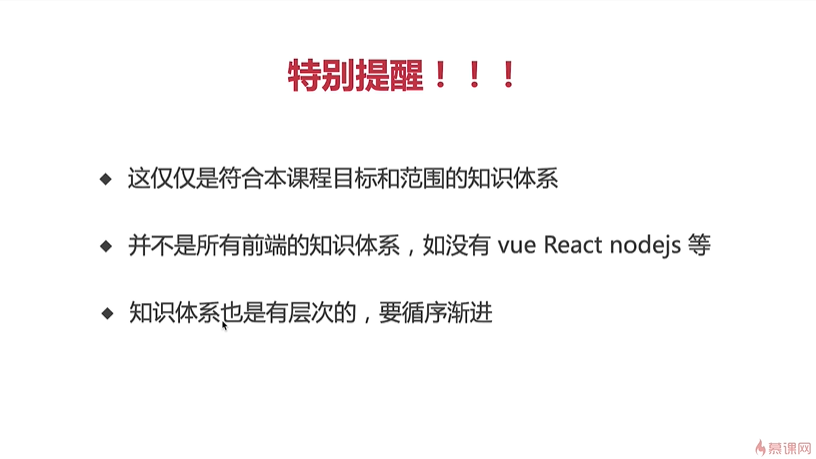 特别提醒！！！
◆ 这仅仅是符合本课程目标和范围的知识体系
◆ 并不是所有前端的知识体系，如没有 vue React nodejs 等
◆ 知识体系也是有层次的，要循序渐进
慕课网